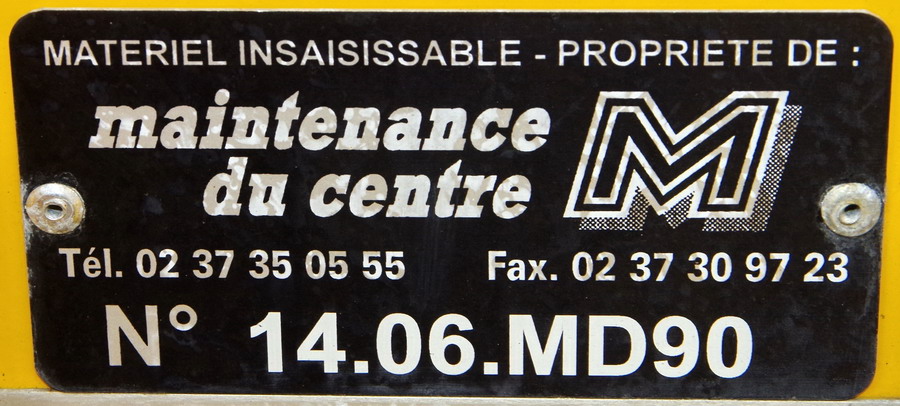 MATERIEL INSAISISSABLE - PROPRIETE DE :
maintenance
du centre
M
Tél. 02 37 35 05 55 Fax. 02 37 30 97 23
N° 14.06.MD90